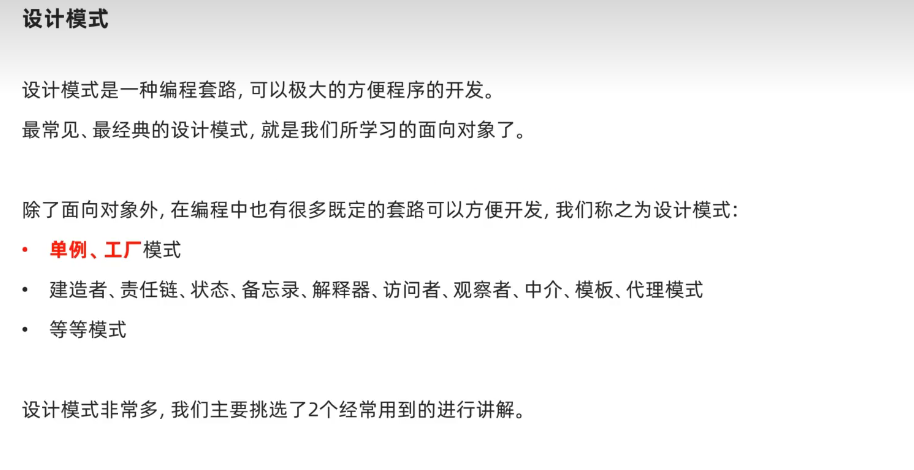 设计模式
设计模式是一种编程套路, 可以极大的方便程序的开发。
最常见、最经典的设计模式, 就是我们所学习的面向对象了。
除了面向对象外, 在编程中也有很多既定的套路可以方便开发, 我们称之为设计模式:
• 单例、工厂模式
• 建造者、责任链、状态、备忘录、解释器、访问者、观察者、中介、模板、代理模式
• 等等模式
设计模式非常多, 我们主要挑选了2个经常用到的进行讲解。